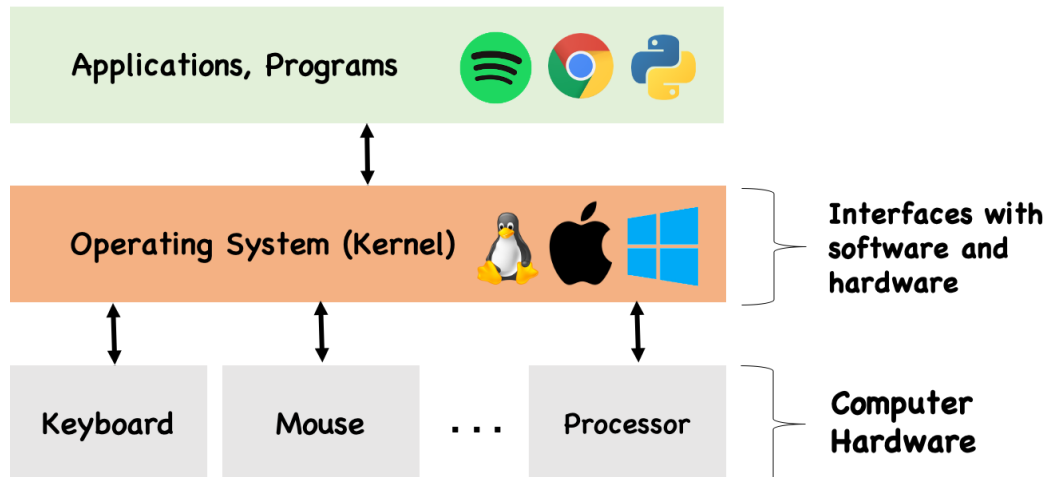 Applications, Programs
Operating System (Kernel)
Interfaces with
software and
hardware
Keyboard
Mouse
. . .
Processor
Computer
Hardware